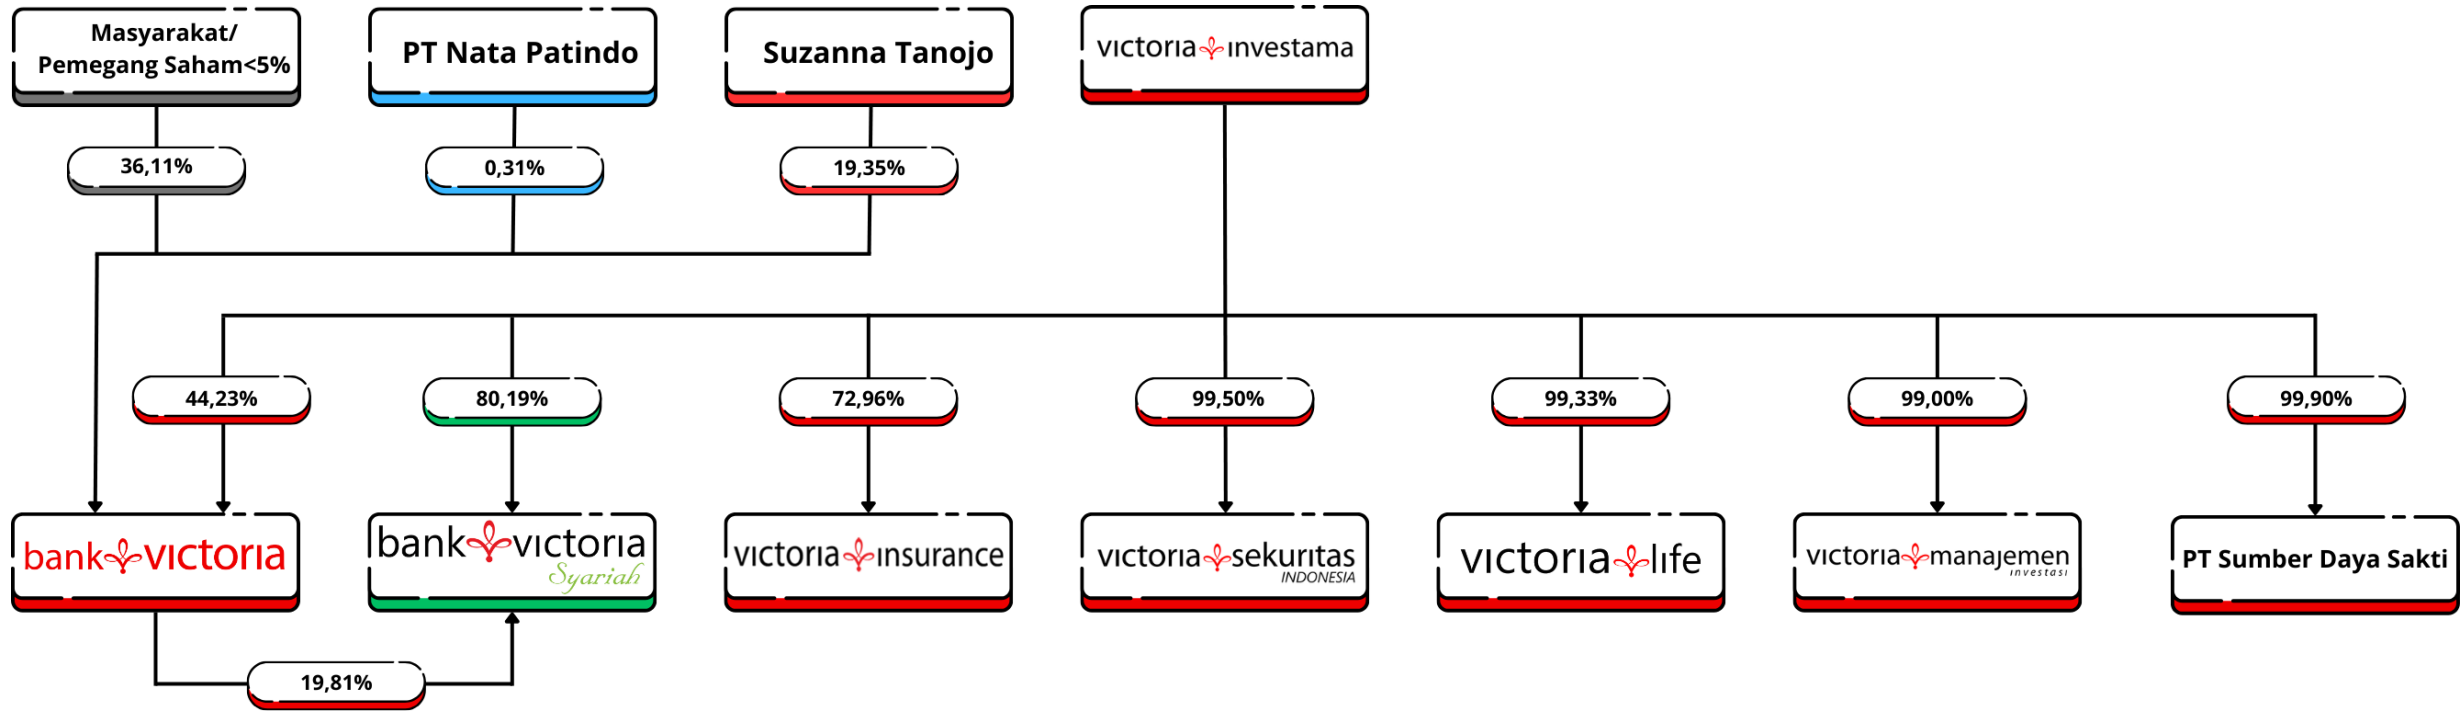 Masyarakat/
Pemegang Saham<5%
PT Nata Patindo
Suzanna Tanojo
victoria investama
36,11%
0,31%
19,35%
44,23%
80,19%
72,96%
99,50%
99,33%
99,00%
99,90%
bank victoria
bank victoria
Syariah
victoria insurance
victoria sekuritas
INDONESIA
victoria life
victoria manajemen
investasi
PT Sumber Daya Sakti
19,81%